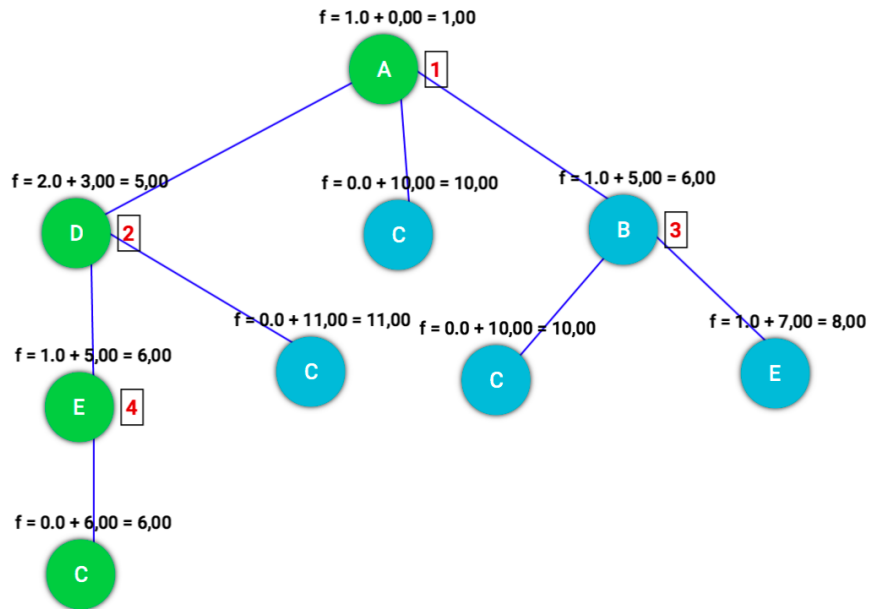 f = 1.0 + 0,00 = 1,00
A
1
f = 2.0 + 3,00 = 5,00
f = 0.0 + 10,00 = 10,00
f = 1.0 + 5,00 = 6,00
D
2
C
B
3
f = 0.0 + 11,00 = 11,00
f = 0.0 + 10,00 = 10,00
f = 1.0 + 7,00 = 8,00
f = 1.0 + 5,00 = 6,00
C
C
E
E
4
f = 0.0 + 6,00 = 6,00
C